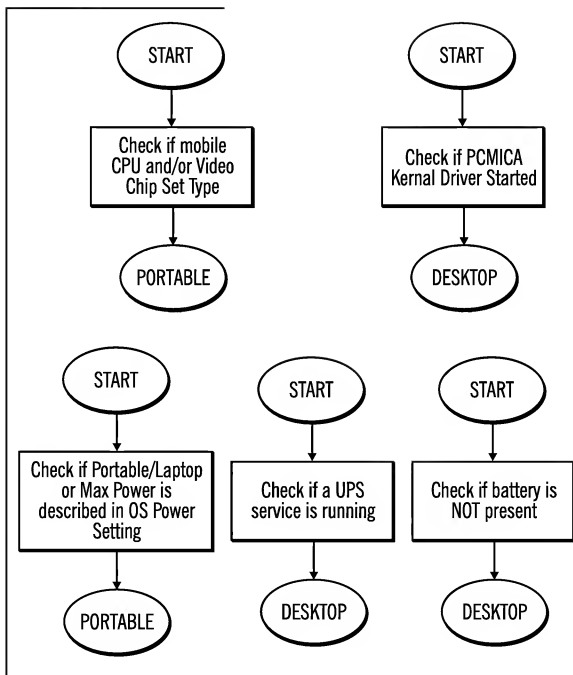 START
Check if mobile
CPU and/or Video
Chip Set Type
PORTABLE
START
Check if PCMICA
Kernal Driver Started
DESKTOP
START
Check if Portable/Laptop
or Max Power is
described in OS Power
Setting
PORTABLE
START
Check if a UPS
service is running
DESKTOP
START
Check if battery is
NOT present
DESKTOP